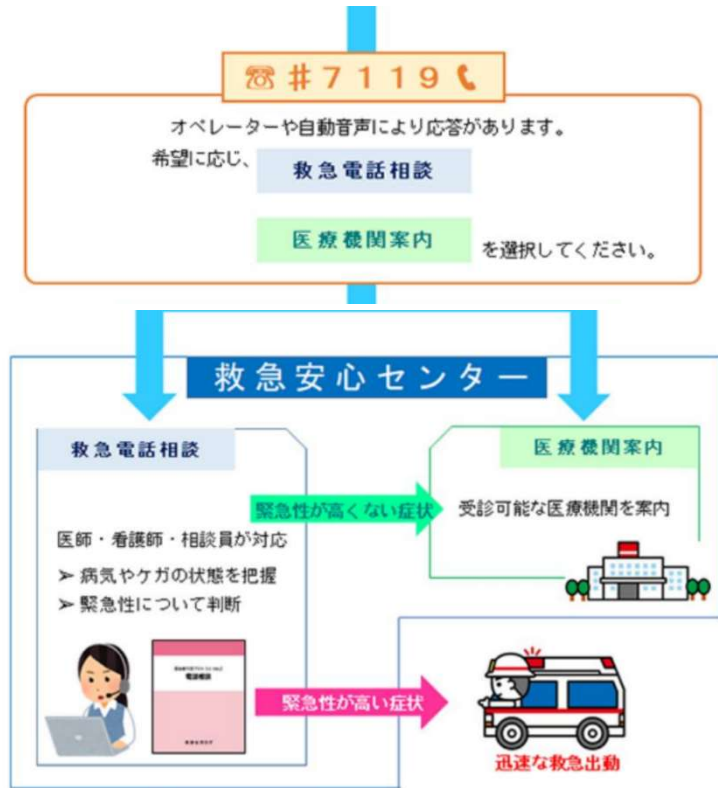 ☎#7119📞
オペレーターや自動音声により応答があります。
希望に応じ、
救急電話相談
医療機関案内
を選択してください。
救急安心センター
救急電話相談
医師・看護師・相談員が対応
➢ 病気やケガの状態を把握
➢ 緊急性について判断
電話相談
緊急性が高くない症状
医療機関案内
受診可能な医療機関を案内
緊急性が高い症状
迅速な救急出動